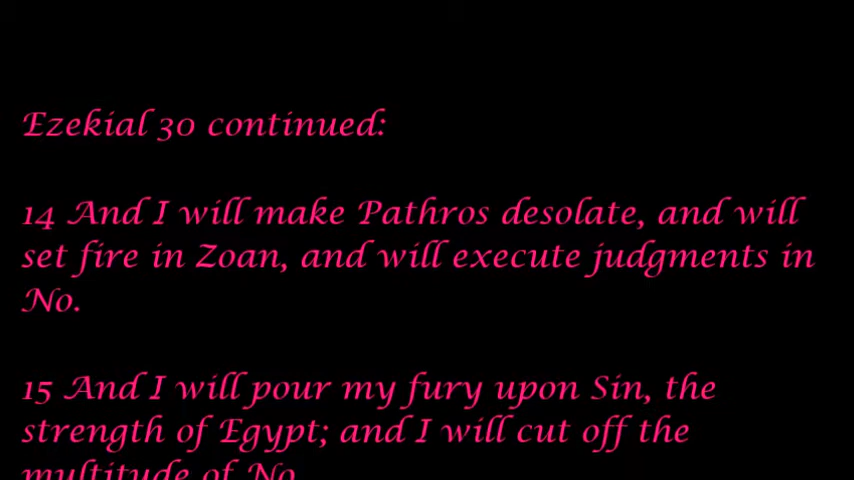 Ezekial 30 continued:
14 And I will make Pathros desolate, and will
set fire in Zoan, and will execute judgments in
No.
15 And I will pour my fury upon Sin, the
strength of Egypt; and I will cut off the
multitude of No